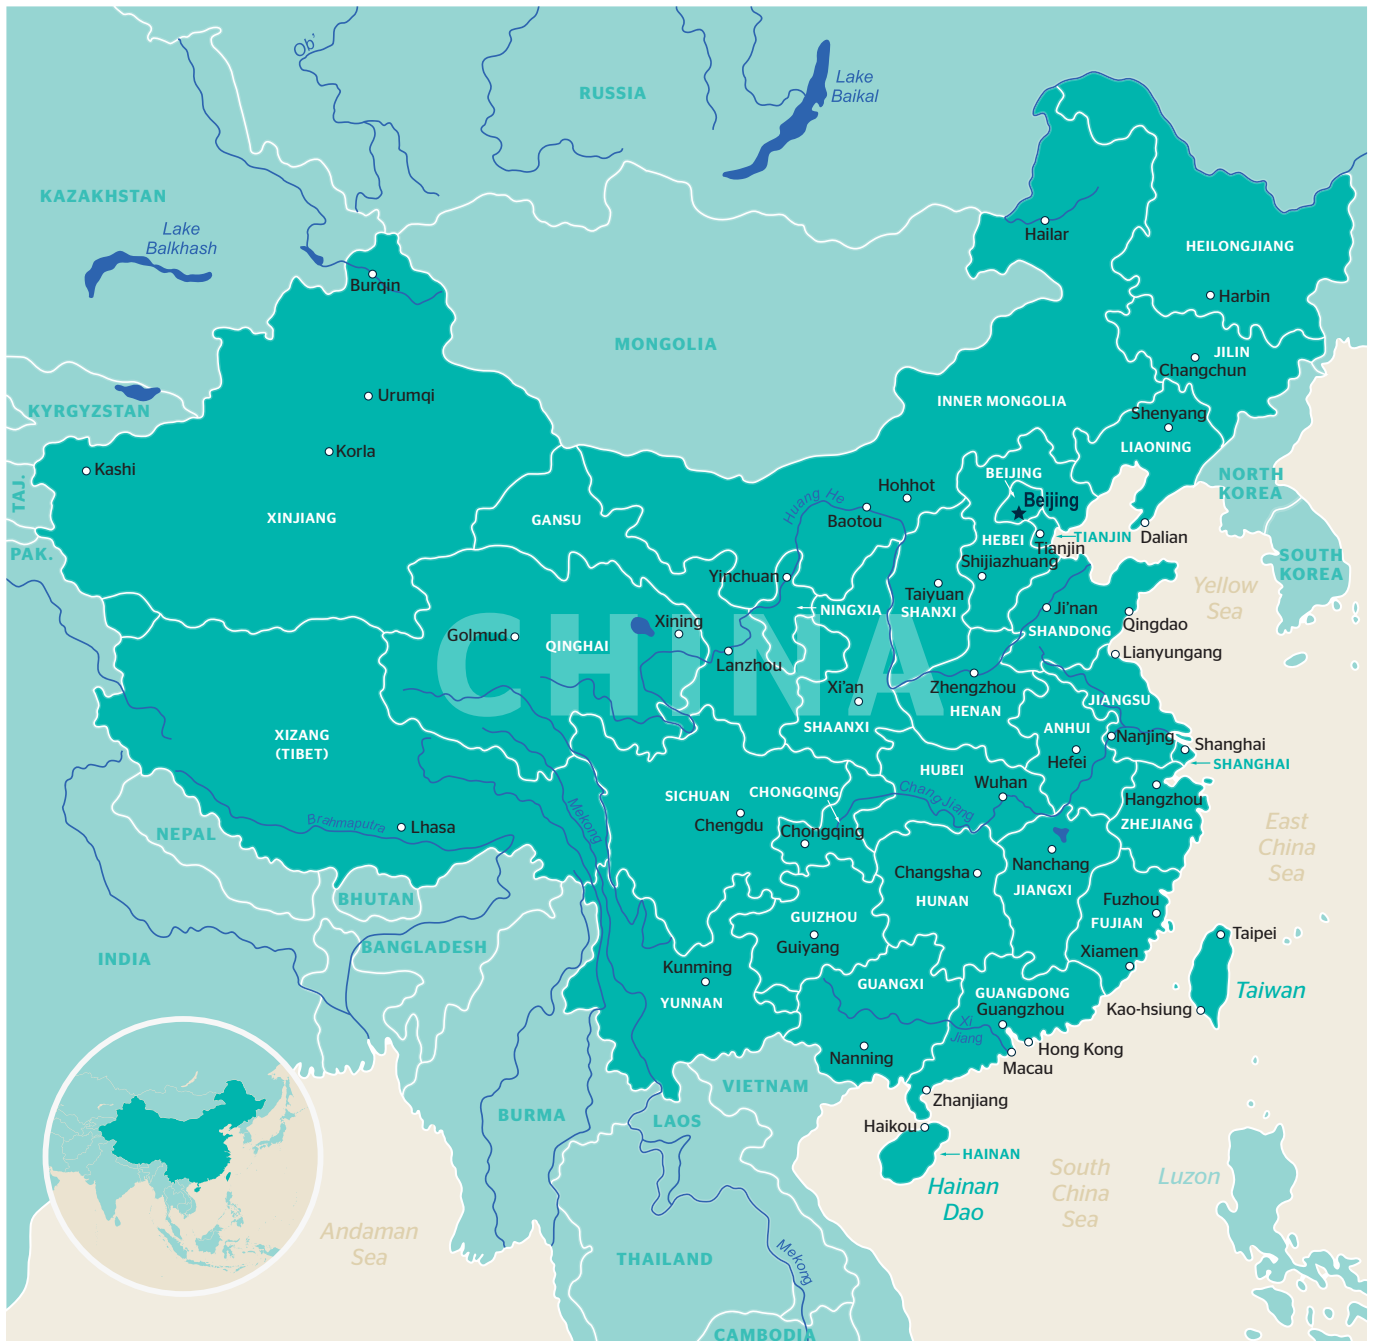 Ob’
RUSSIA
Lake
Baikal
KAZAKHSTAN
Lake
Balkhash
Hailar
HEILONGJIANG
Burqin
Harbin
MONGOLIA
JILIN
Changchun
Urumqi
KYRGYZSTAN
INNER MONGOLIA
Shenyang
LIAONING
Korla
Kashi
TAJ.
BEIJING
Beijing
Hohhot
Huang He
Baotou
NORTH
KOREA
XINJIANG
GANSU
HEBEI
TIANJIN
Tianjin
Dalian
PAK.
SOUTH
KOREA
Shijiazhuang
Yinchuan
Taiyuan
SHANXI
Yellow
Sea
NINGXIA
Ji’nan
SHANDONG
Qingdao
CHINA
Xining
Golmud
QINGHAI
Lanzhou
Lianyungang
Xi’an
Zhengzhou
HENAN
JIANGSU
SHAANXI
ANHUI
Nanjing
Hefei
Shanghai
SHANGHAI
XIZANG
(TIBET)
HUBEI
Wuhan
Chang Jiang
SICHUAN
CHONGQING
Chengdu
Chongqing
Hangzhou
ZHEJIANG
Mekong
Brahmaputra
Lhasa
NEPAL
East
China
Sea
Nanchang
JIANGXI
Changsha
HUNAN
BHUTAN
Fuzhou
FUJIAN
GUIZHOU
Guiyang
Taipei
BANGLADESH
INDIA
Xiamen
Kunming
YUNNAN
GUANGXI
GUANGDONG
Guangzhou
Taiwan
Kao-hsiung
Xi
Jiang
Hong Kong
Macau
Nanning
VIETNAM
Zhanjiang
BURMA
LAOS
Haikou
HAINAN
Hainan
Dao
South
China
Sea
Luzon
Andaman
Sea
THAILAND
Mekong
CAMBODIA